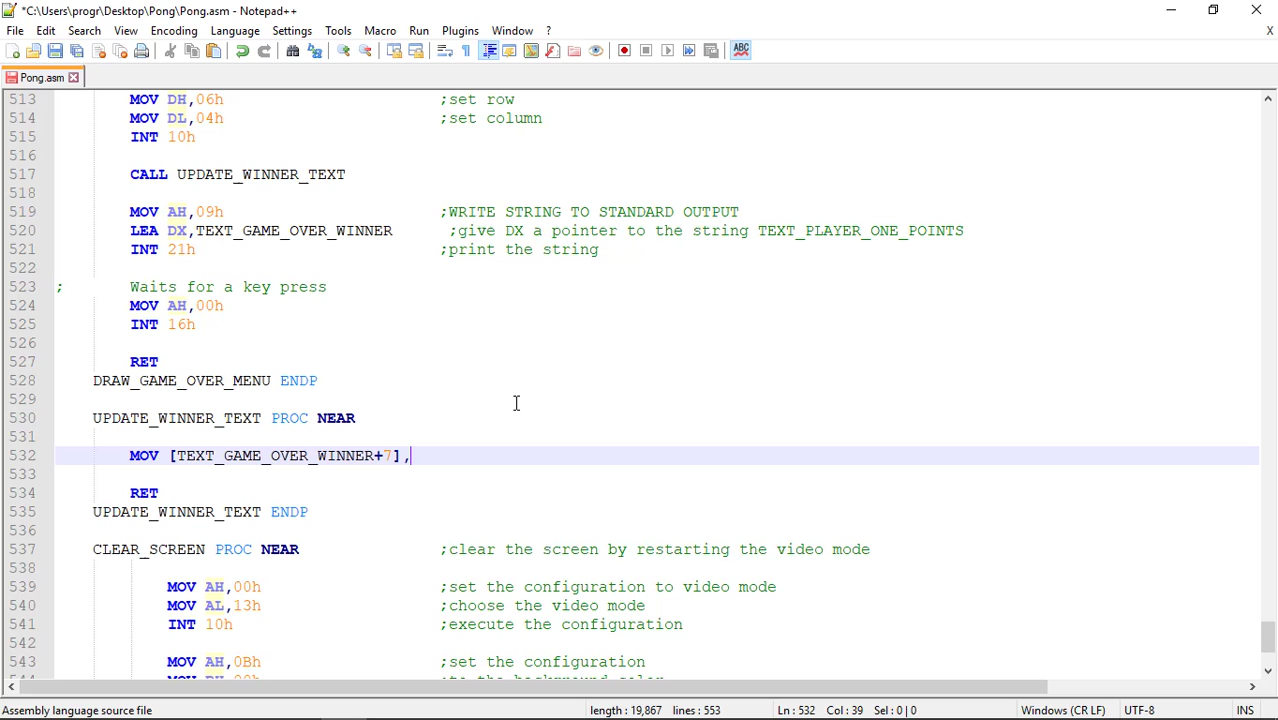 *C:\Users\progr\Desktop\Pong\Pong.asm - Notepad++
File Edit Search View Encoding Language Settings Tools Macro Run Plugins Window ? X
ABC
Pong.asm
513 MOV DH,06h ;set row
514 MOV DL,04h ;set column
515 INT 10h
516
517 CALL UPDATE_WINNER_TEXT
518
519 MOV AH,09h ;WRITE STRING TO STANDARD OUTPUT
520 LEA DX,TEXT_GAME_OVER_WINNER ;give DX a pointer to the string TEXT_PLAYER_ONE_POINTS
521 INT 21h ;print the string
522
523 ; Waits for a key press
524 MOV AH,00h
525 INT 16h
526
527 RET
528 DRAW_GAME_OVER_MENU ENDP
529
530 UPDATE_WINNER_TEXT PROC NEAR
531
532 MOV [TEXT_GAME_OVER_WINNER+7],
533
534 RET
535 UPDATE_WINNER_TEXT ENDP
536
537 CLEAR_SCREEN PROC NEAR ;clear the screen by restarting the video mode
538
539 MOV AH,00h ;set the configuration to video mode
540 MOV AL,13h ;choose the video mode
541 INT 10h ;execute the configuration
542
543 MOV AH,0Bh ;set the configuration
Assembly language source file length : 19,867 lines : 553 Ln : 532 Col : 39 Sel : 0 | 0 Windows (CR LF) UTF-8 INS